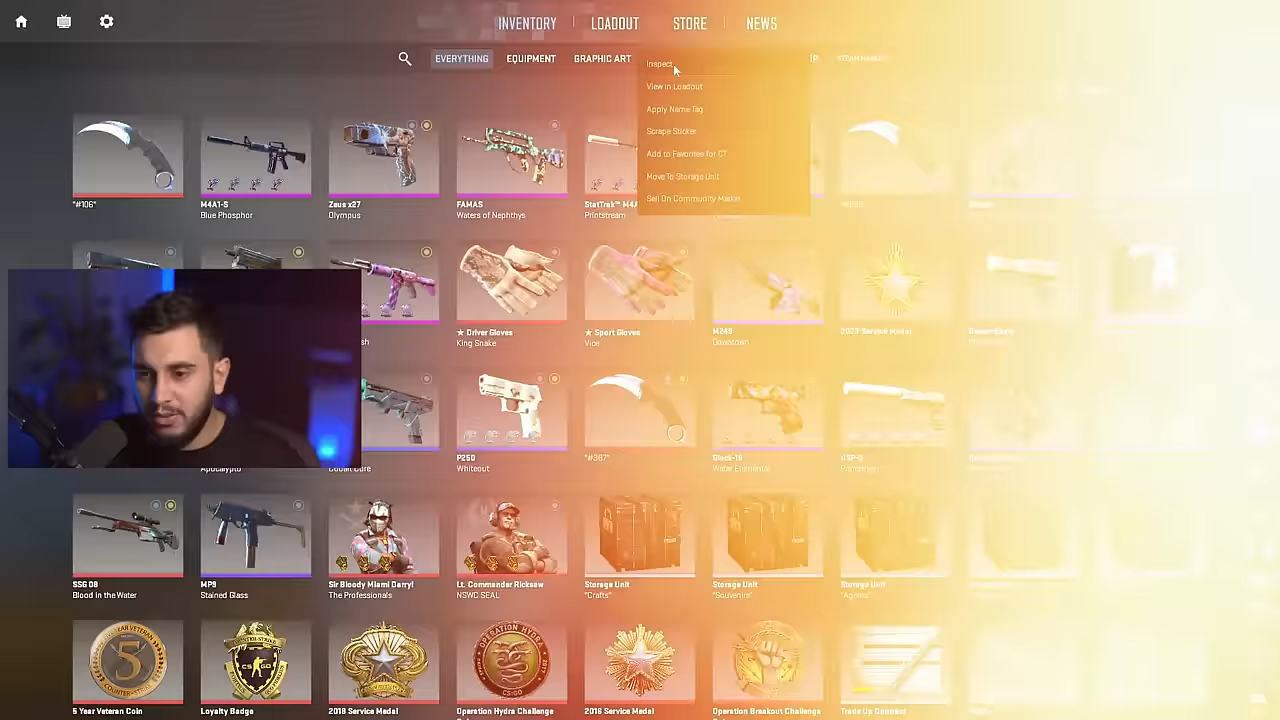 INVENTORY
LOADOUT
STORE
NEWS
EVERYTHING
EQUIPMENT
GRAPHIC ART
Inspect
View in Loadout
Apply Name Tag
Scrape Sticker
Add to Favorites for CT
Move To Storage Unit
Sell On Community Market
"#106"
M4A1-S
Blue Phosphor
Zeus x27
Olympus
FAMAS
Waters of Nephthys
StatTrak™ M4A
Printstream
★ Driver Gloves
King Snake
★ Sport Gloves
Vice
M249
Downtown
2023 Service Medal
Apocalypto
P250
Whiteout
"#387"
Glock-18
Water Elemental
USP-S
Printstream
SSG 08
Blood in the Water
MP9
Stained Glass
Sir Bloody Miami Darryl
The Professionals
Lt. Commander Ricksaw
NSWC SEAL
Storage Unit
"Crafts"
Storage Unit
"Souvenirs"
Storage Unit
"Agents"
5 Year Veteran Coin
Loyalty Badge
2018 Service Medal
Operation Hydra Challenge
2016 Service Medal
Operation Breakout Challenge
Trade Up Contract